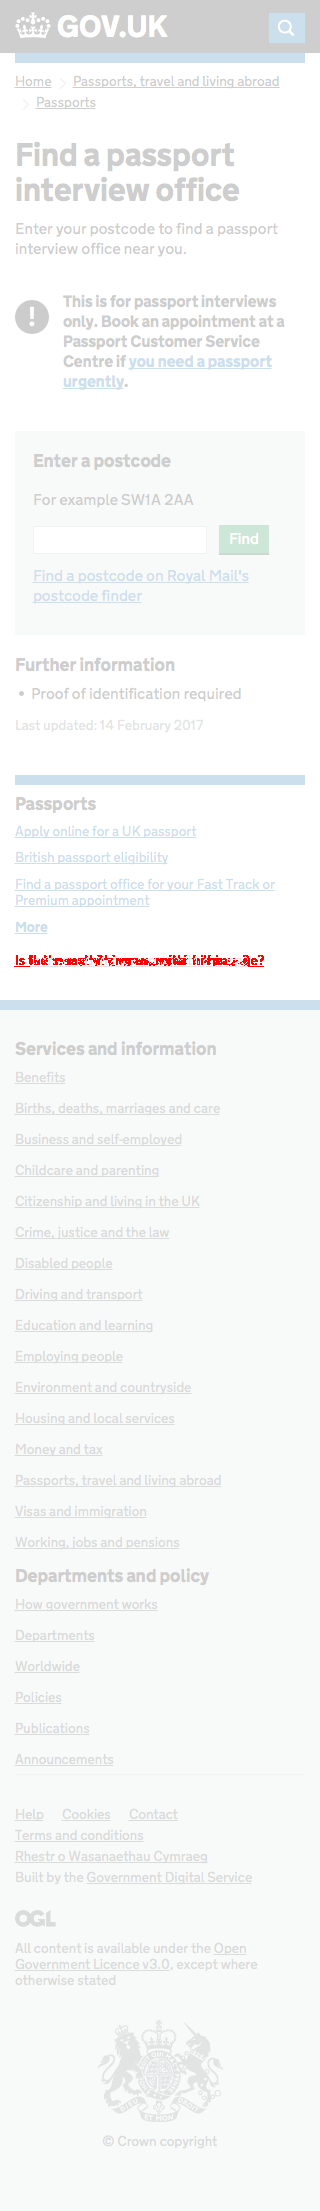 GOV.UK
Home
Passports, travel and living abroad
Passports
Find a passport
interview office
Enter your postcode to find a passport
interview office near you.
This is for passport interviews
only. Book an appointment at a
Passport Customer Service
Centre if you need a passport
urgently.
Enter a postcode
For example SW1A 2AA
Find
Find a postcode on Royal Mail's
postcode finder
Further information
• Proof of identification required
Last updated: 14 February 2017
Passports
Apply online for a UK passport
British passport eligibility
Find a passport office for your Fast Track or
Premium appointment
More
Is
Services and information
Benefits
Births, deaths, marriages and care
Business and self-employed
Childcare and parenting
Citizenship and living in the UK
Crime, justice and the law
Disabled people
Driving and transport
Education and learning
Employing people
Environment and countryside
Housing and local services
Money and tax
Passports, travel and living abroad
Visas and immigration
Working, jobs and pensions
Departments and policy
How government works
Departments
Worldwide
Policies
Publications
Announcements
Help Cookies Contact
Terms and conditions
Rhestr o Wasanaethau Cymraeg
Built by the Government Digital Service
OGL
All content is available under the Open
Government Licence v3.0, except where
otherwise stated
© Crown copyright